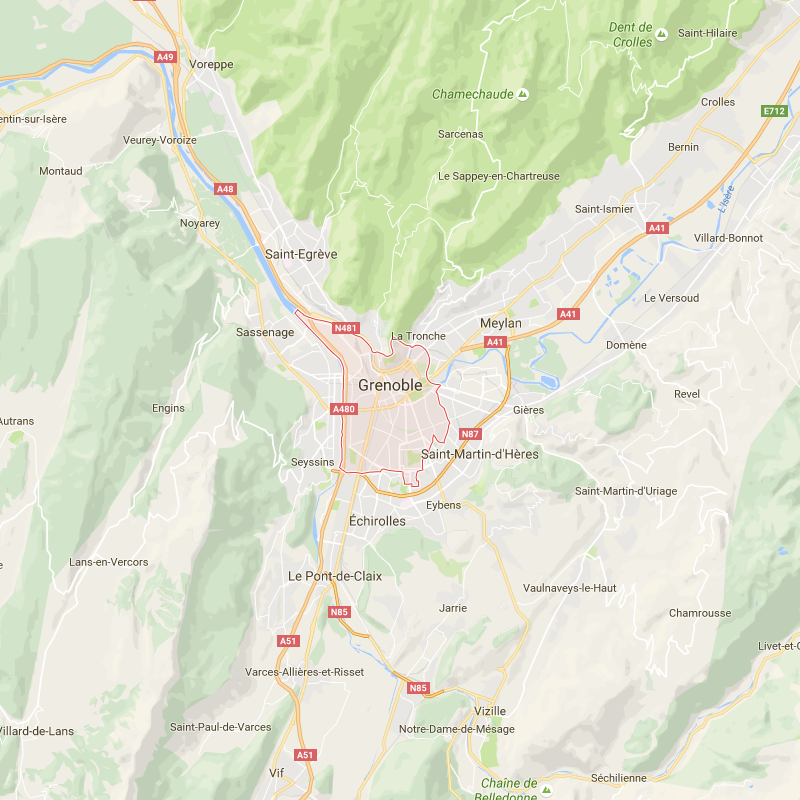 Dent de
Crolles
Saint-Hilaire
A49
Voreppe
Chamechaude
Crolles
E712
entin-sur-Isère
Sarcenas
Veurey-Voroize
Bernin
Montaud
Le Sappey-en-Chartreuse
A48
L'Isère
Saint-Ismier
Noyarey
A41
Villard-Bonnot
Saint-Egrève
Le Versoud
A41
N481
Meylan
Sassenage
La Tronche
A41
Domène
Grenoble
Revel
Engins
A480
Gières
Autrans
N87
Saint-Martin-d'Hères
Seyssins
Saint-Martin-d'Uriage
Eybens
Échirolles
Lans-en-Vercors
Le Pont-de-Claix
Vaulnaveys-le-Haut
Jarrie
N85
Chamrousse
A51
Livet-et-G
Varces-Allières-et-Risset
N85
Vizille
Saint-Paul-de-Varces
Notre-Dame-de-Mésage
Villard-de-Lans
A51
Vif
Séchilienne
Chaîne de
Belledonne